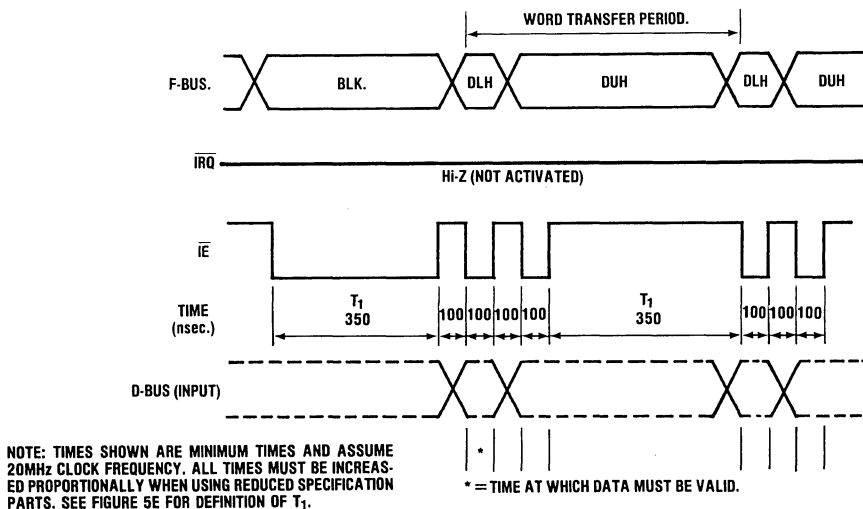 WORD TRANSFER PERIOD.
F-BUS.
BLK.
DLH
DUH
DLH
DUH
IRQ
Hi-Z (NOT ACTIVATED)
IE
TIME
(nsec.)
T1
350
100
100
100
100
T1
350
100
100
100
D-BUS (INPUT)
NOTE: TIMES SHOWN ARE MINIMUM TIMES AND ASSUME
20MHz CLOCK FREQUENCY. ALL TIMES MUST BE INCREAS-
ED PROPORTIONALLY WHEN USING REDUCED SPECIFICATION
PARTS. SEE FIGURE 5E FOR DEFINITION OF T1.
*
* = TIME AT WHICH DATA MUST BE VALID.